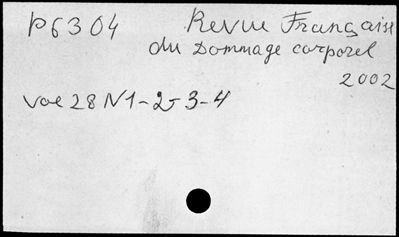 P6304 Revue Française
du Dommage corporel
2002
Vol 28 N1-2-3-4